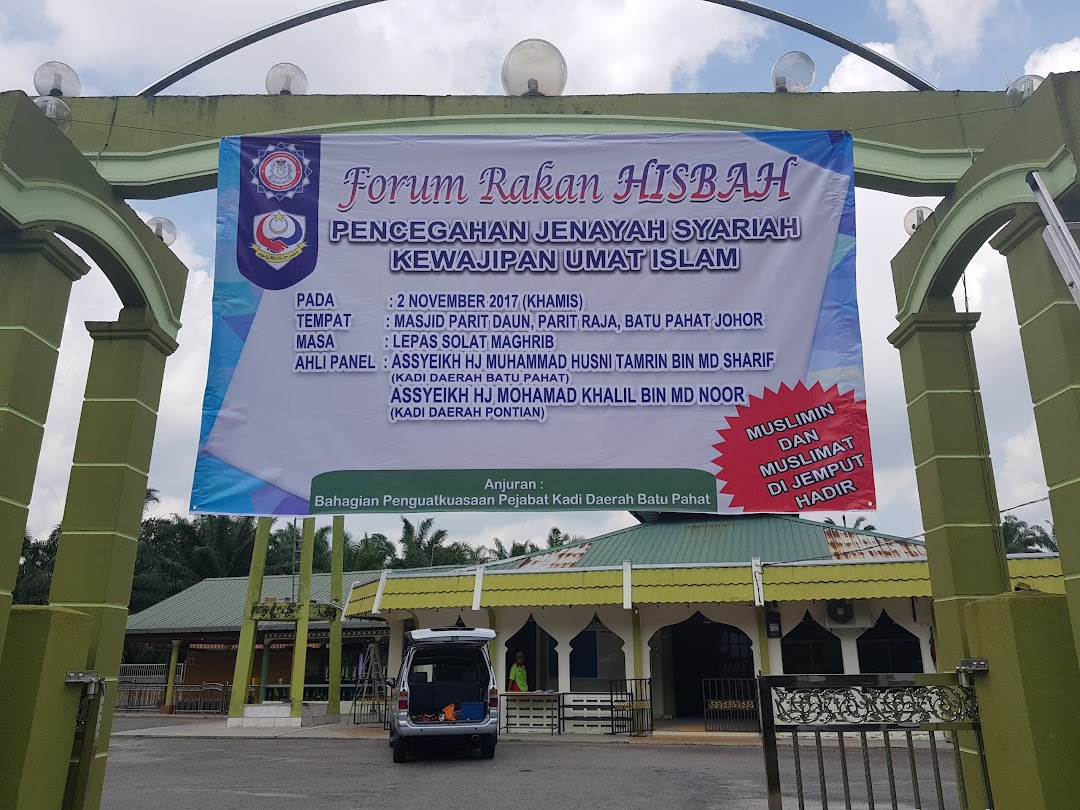 Forum Rakan HISBAH
PENCEGAHAN JENAYAH SYARIAH
KEWAJIPAN UMAT ISLAM
PADA : 2 NOVEMBER 2017 (KHAMIS)
TEMPAT : MASJID PARIT DAUN, PARIT RAJA, BATU PAHAT JOHOR
MASA : LEPAS SOLAT MAGHRIB
AHLI PANEL : ASSYEIKH HJ MUHAMMAD HUSNI TAMRIN BIN MD SHARIF
(KADI DAERAH BATU PAHAT)
ASSYEIKH HJ MOHAMAD KHALIL BIN MD NOOR
(KADI DAERAH PONTIAN)
MUSLIMIN
DAN
MUSLIMAT
DI JEMPUT
HADIR
Anjuran :
Bahagian Penguatkuasaan Pejabat Kadi Daerah Batu Pahat